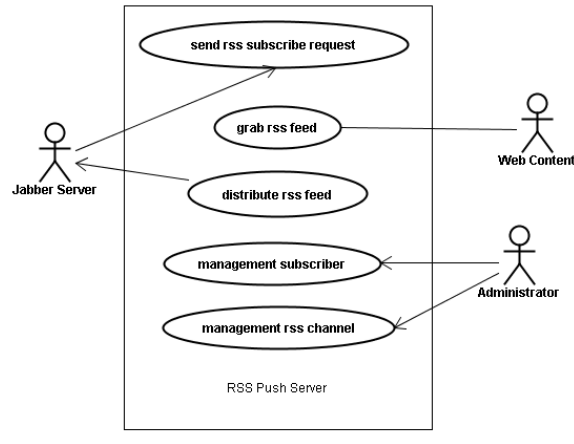 send rss subscribe request
grab rss feed
Web Content
Jabber Server
distribute rss feed
management subscriber
Administrator
management rss channel
RSS Push Server